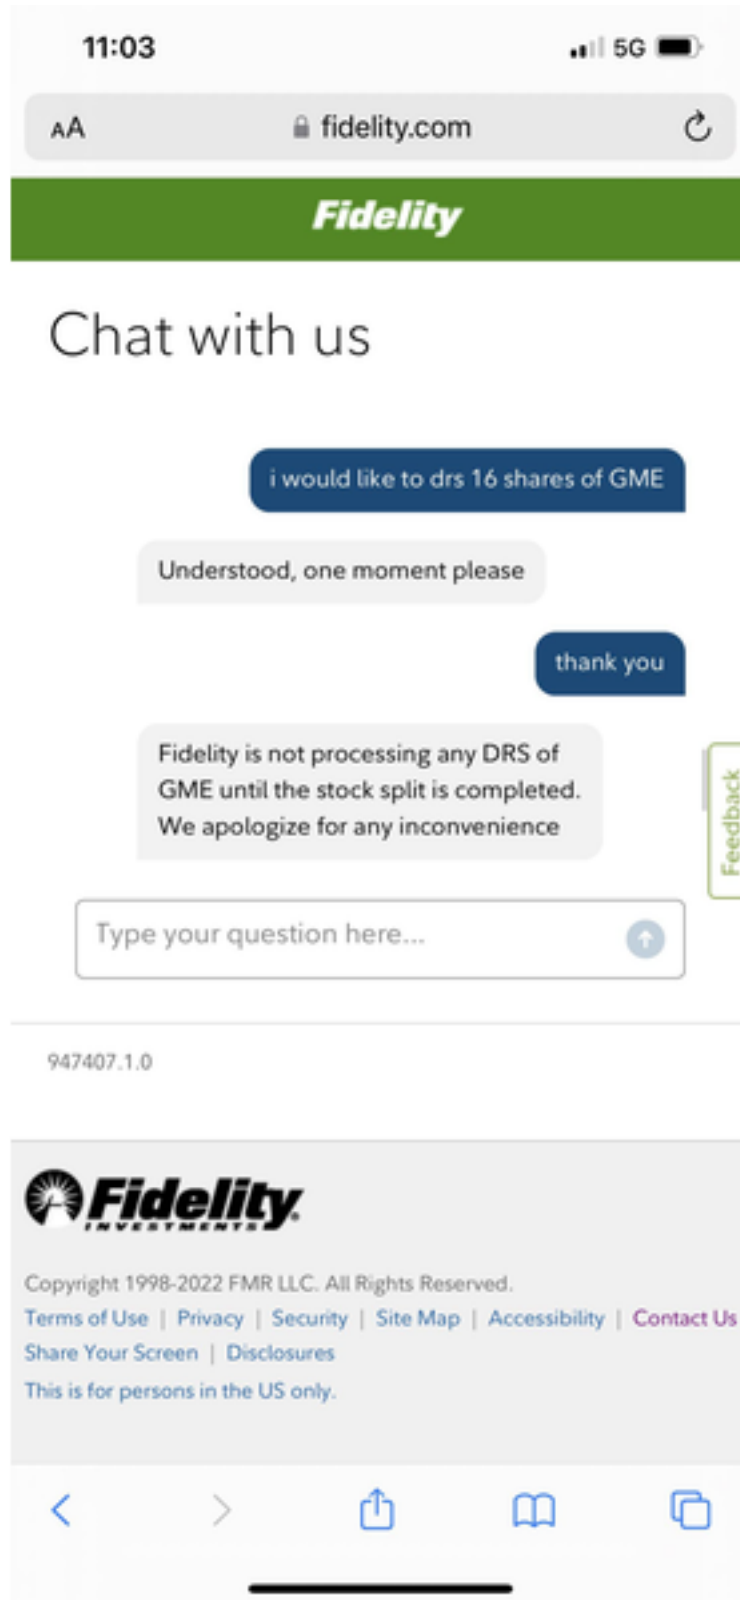 11:03
5G
AA
fidelity.com
Fidelity
Chat with us
i would like to drs 16 shares of GME
Understood, one moment please
thank you
Fidelity is not processing any DRS of
GME until the stock split is completed.
We apologize for any inconvenience
Feedback
Type your question here...
947407.1.0
Fidelity
INVESTMENTS
Copyright 1998-2022 FMR LLC. All Rights Reserved.
Terms of Use | Privacy | Security | Site Map | Accessibility | Contact Us
Share Your Screen | Disclosures
This is for persons in the US only.